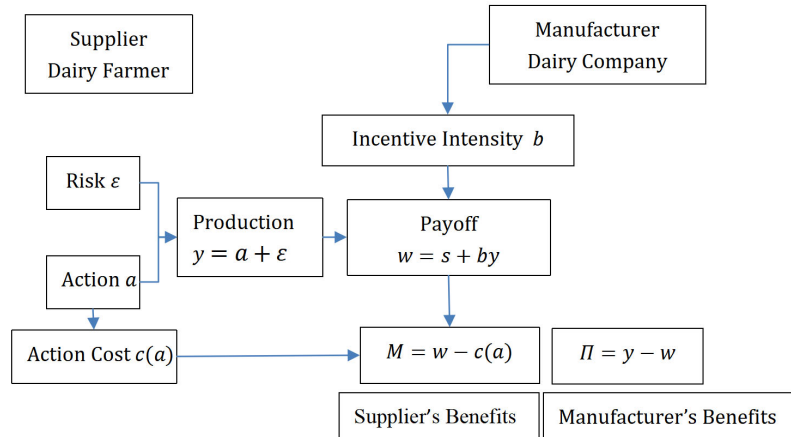 Supplier
Dairy Farmer
Manufacturer
Dairy Company
Incentive Intensity b
Risk ε
Production
y = a + ε
Payoff
w = s + by
Action a
Action Cost c(a)
M = w − c(a)
Π = y − w
Supplier's Benefits
Manufacturer's Benefits